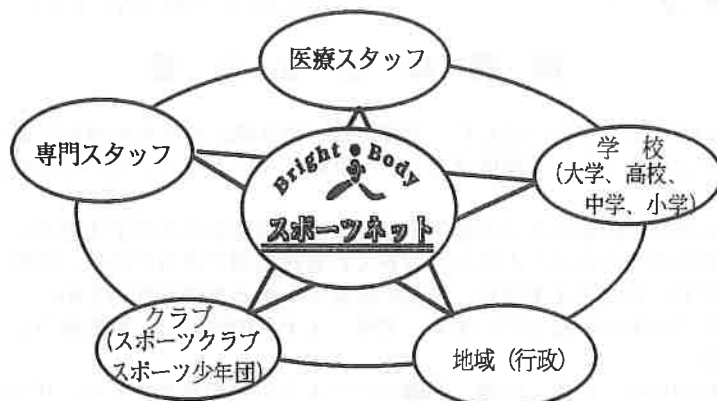 医療スタッフ
専門スタッフ
学 校
(大学、高校、
中学、小学)
Bright Body
スポーツネット
クラブ
(スポーツクラブ
スポーツ少年団)
地域 (行政)